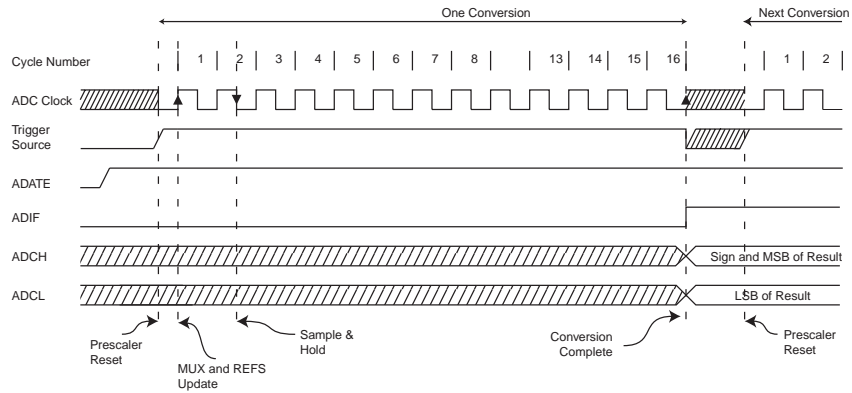 One Conversion
Next Conversion
Cycle Number
1 2 3 4 5 6 7 8 13 14 15 16 1 2
ADC Clock
Trigger
Source
ADATE
ADIF
ADCH
Sign and MSB of Result
ADCL
LSB of Result
Prescaler
Reset
MUX and REFS
Update
Sample &
Hold
Conversion
Complete
Prescaler
Reset